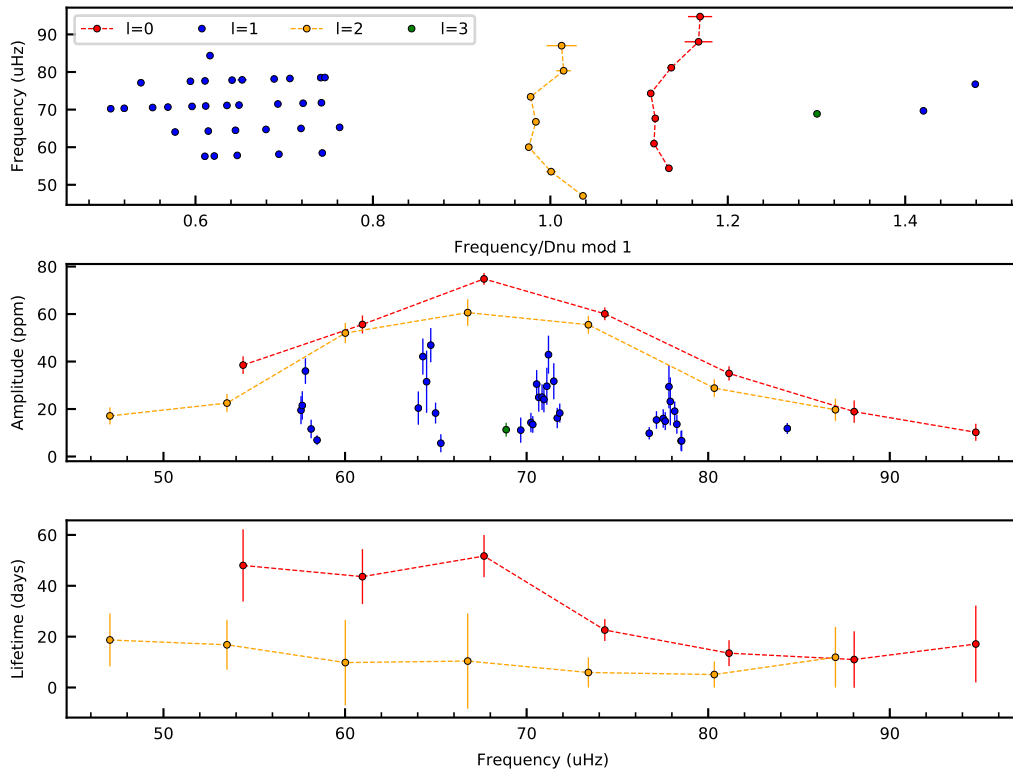 l=0 l=1 l=2 l=3
Frequency (uHz)
90
80
70
60
50
0.6 0.8 1.0 1.2 1.4
Frequency/Dnu mod 1
Amplitude (ppm)
80
60
40
20
0
50 60 70 80 90
Lifetime (days)
60
40
20
0
50 60 70 80 90
Frequency (uHz)